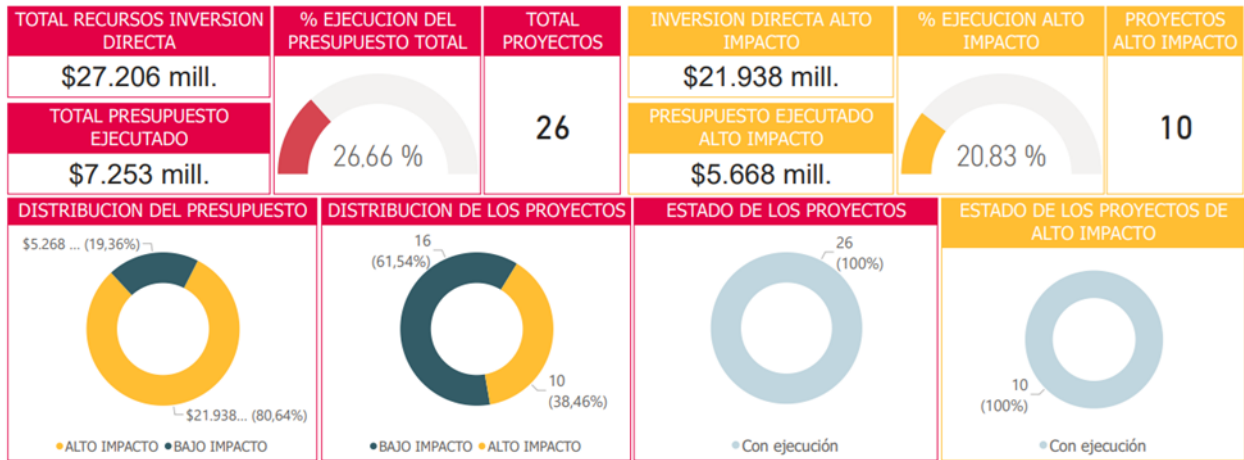 TOTAL RECURSOS INVERSION
DIRECTA
$27.206 mill.
TOTAL PRESUPUESTO
EJECUTADO
$7.253 mill.
% EJECUCION DEL
PRESUPUESTO TOTAL
26,66 %
TOTAL
PROYECTOS
26
INVERSION DIRECTA ALTO
IMPACTO
$21.938 mill.
PRESUPUESTO EJECUTADO
ALTO IMPACTO
$5.668 mill.
% EJECUCION ALTO
IMPACTO
20,83 %
PROYECTOS
ALTO IMPACTO
10
DISTRIBUCION DEL PRESUPUESTO
$5.268 ... (19,36%)
$21.938... (80,64%)
ALTO IMPACTO BAJO IMPACTO
DISTRIBUCION DE LOS PROYECTOS
16
(61,54%)
10
(38,46%)
BAJO IMPACTO ALTO IMPACTO
ESTADO DE LOS PROYECTOS
26
(100%)
Con ejecución
ESTADO DE LOS PROYECTOS DE
ALTO IMPACTO
10
(100%)
Con ejecución